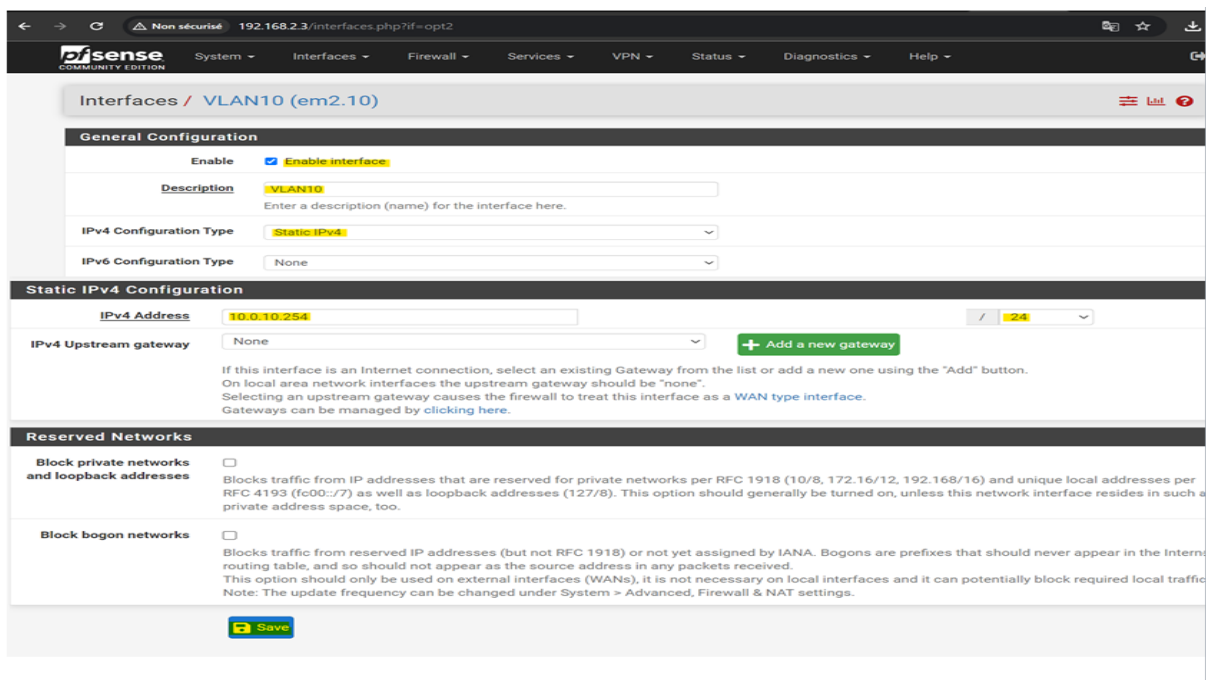 Non sécurisé 192.168.2.3/interfaces.php?if=opt2
pfsense System Interfaces Firewall Services VPN Status Diagnostics Help
COMMUNITY EDITION
Interfaces / VLAN10 (em2.10)
General Configuration
Enable Enable interface
Description VLAN10
Enter a description (name) for the interface here.
IPv4 Configuration Type Static IPv4
IPv6 Configuration Type None
Static IPv4 Configuration
IPv4 Address 10.0.10.254 / 24
IPv4 Upstream gateway None Add a new gateway
If this interface is an Internet connection, select an existing Gateway from the list or add a new one using the "Add" button.
On local area network interfaces the upstream gateway should be "none".
Selecting an upstream gateway causes the firewall to treat this interface as a WAN type interface.
Gateways can be managed by clicking here.
Reserved Networks
Block private networks
and loopback addresses
Blocks traffic from IP addresses that are reserved for private networks per RFC 1918 (10/8, 172.16/12, 192.168/16) and unique local addresses per
RFC 4193 (fc00::/7) as well as loopback addresses (127/8). This option should generally be turned on, unless this network interface resides in such a
private address space, too.
Block bogon networks
Blocks traffic from reserved IP addresses (but not RFC 1918) or not yet assigned by IANA. Bogons are prefixes that should never appear in the Intern
routing table, and so should not appear as the source address in any packets received.
This option should only be used on external interfaces (WANs), it is not necessary on local interfaces and it can potentially block required local traffic
Note: The update frequency can be changed under System > Advanced, Firewall & NAT settings.
Save